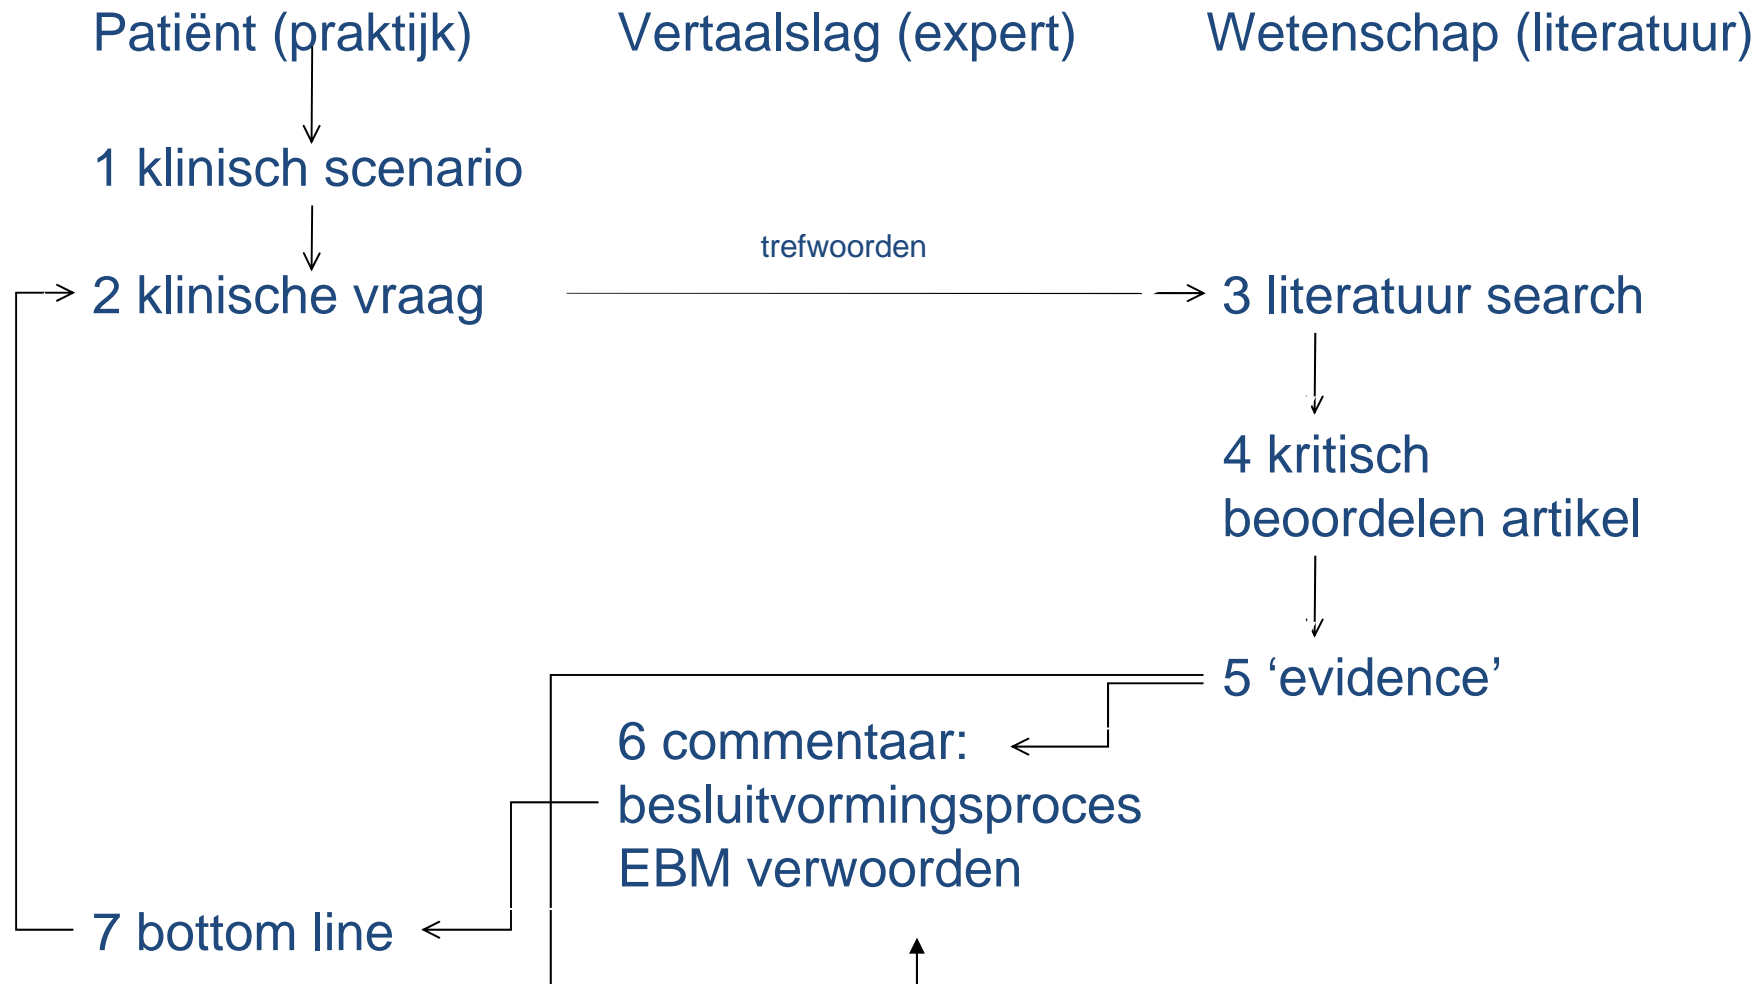 Patiënt (praktijk)
Vertaalslag (expert)
Wetenschap (literatuur)
1 klinisch scenario
trefwoorden
2 klinische vraag
3 literatuur search
4 kritisch
beoordelen artikel
5 ‘evidence’
6 commentaar:
besluitvormingsproces
EBM verwoorden
7 bottom line